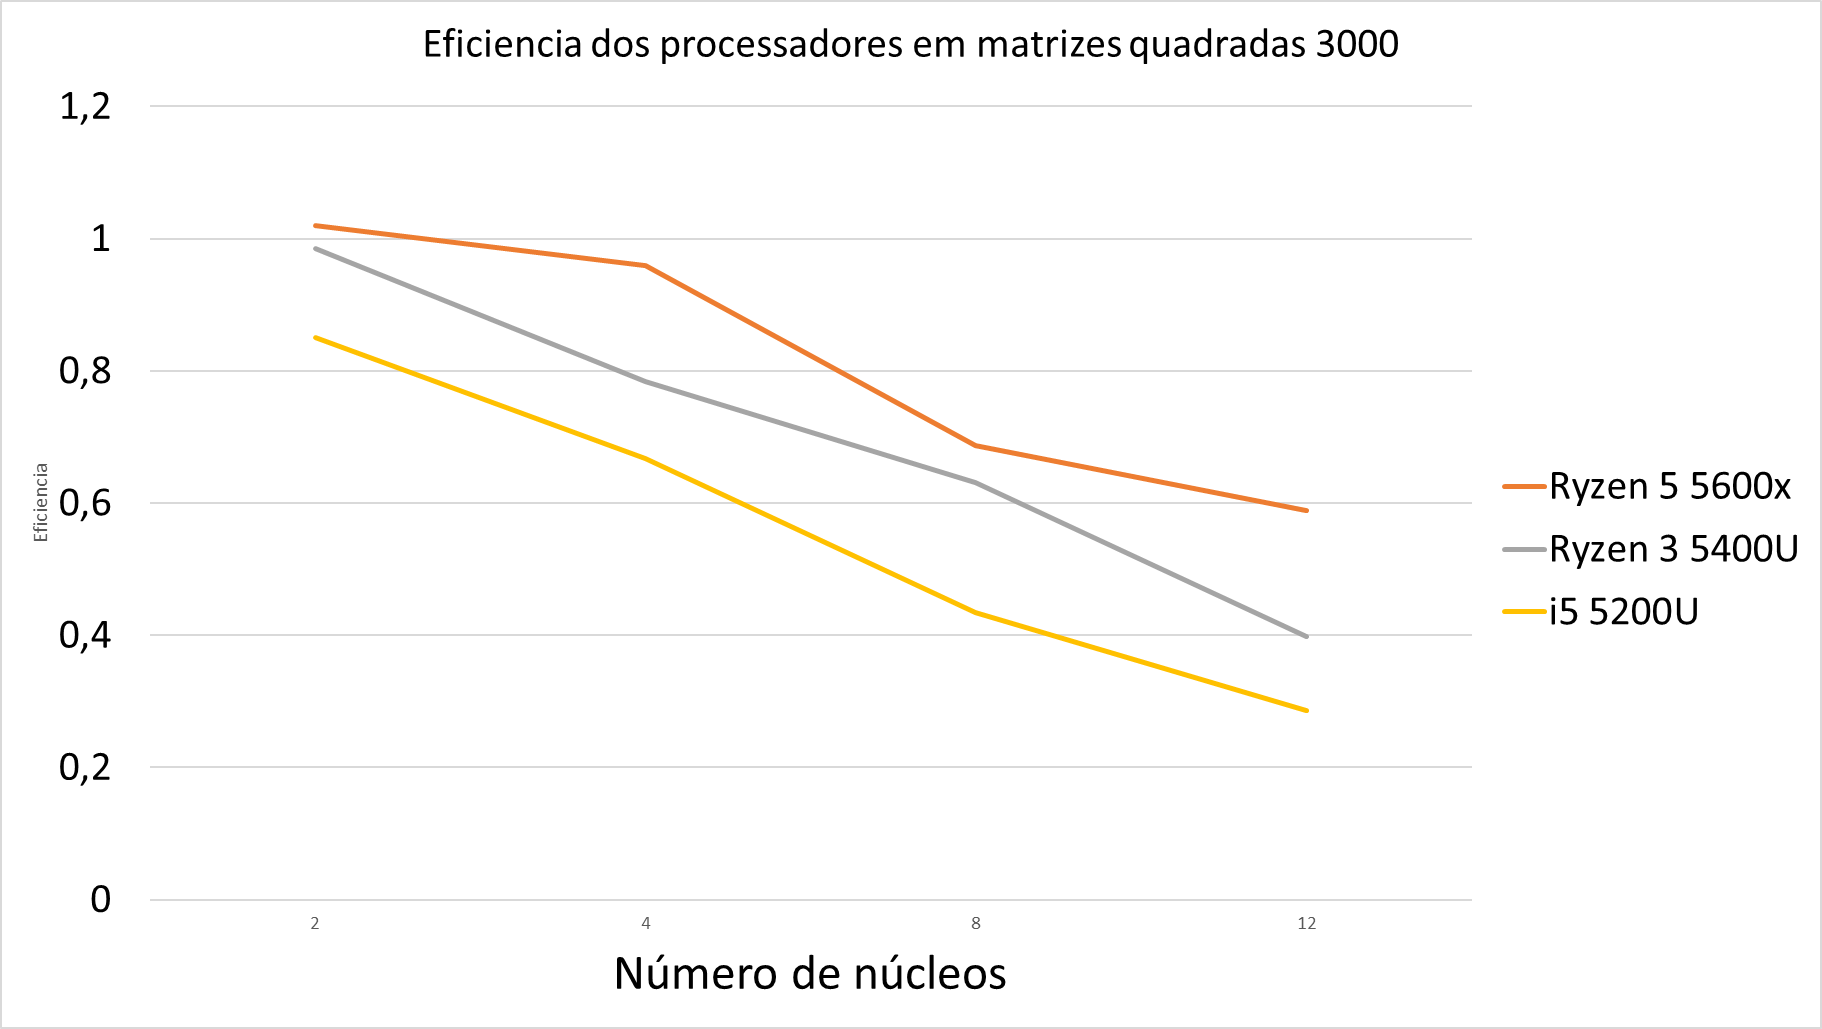 Eficiencia dos processadores em matrizes quadradas 3000
1,2
1
0,8
0,6
0,4
0,2
0
Eficiencia
2 4 8 12
Número de núcleos
Ryzen 5 5600x
Ryzen 3 5400U
i5 5200U